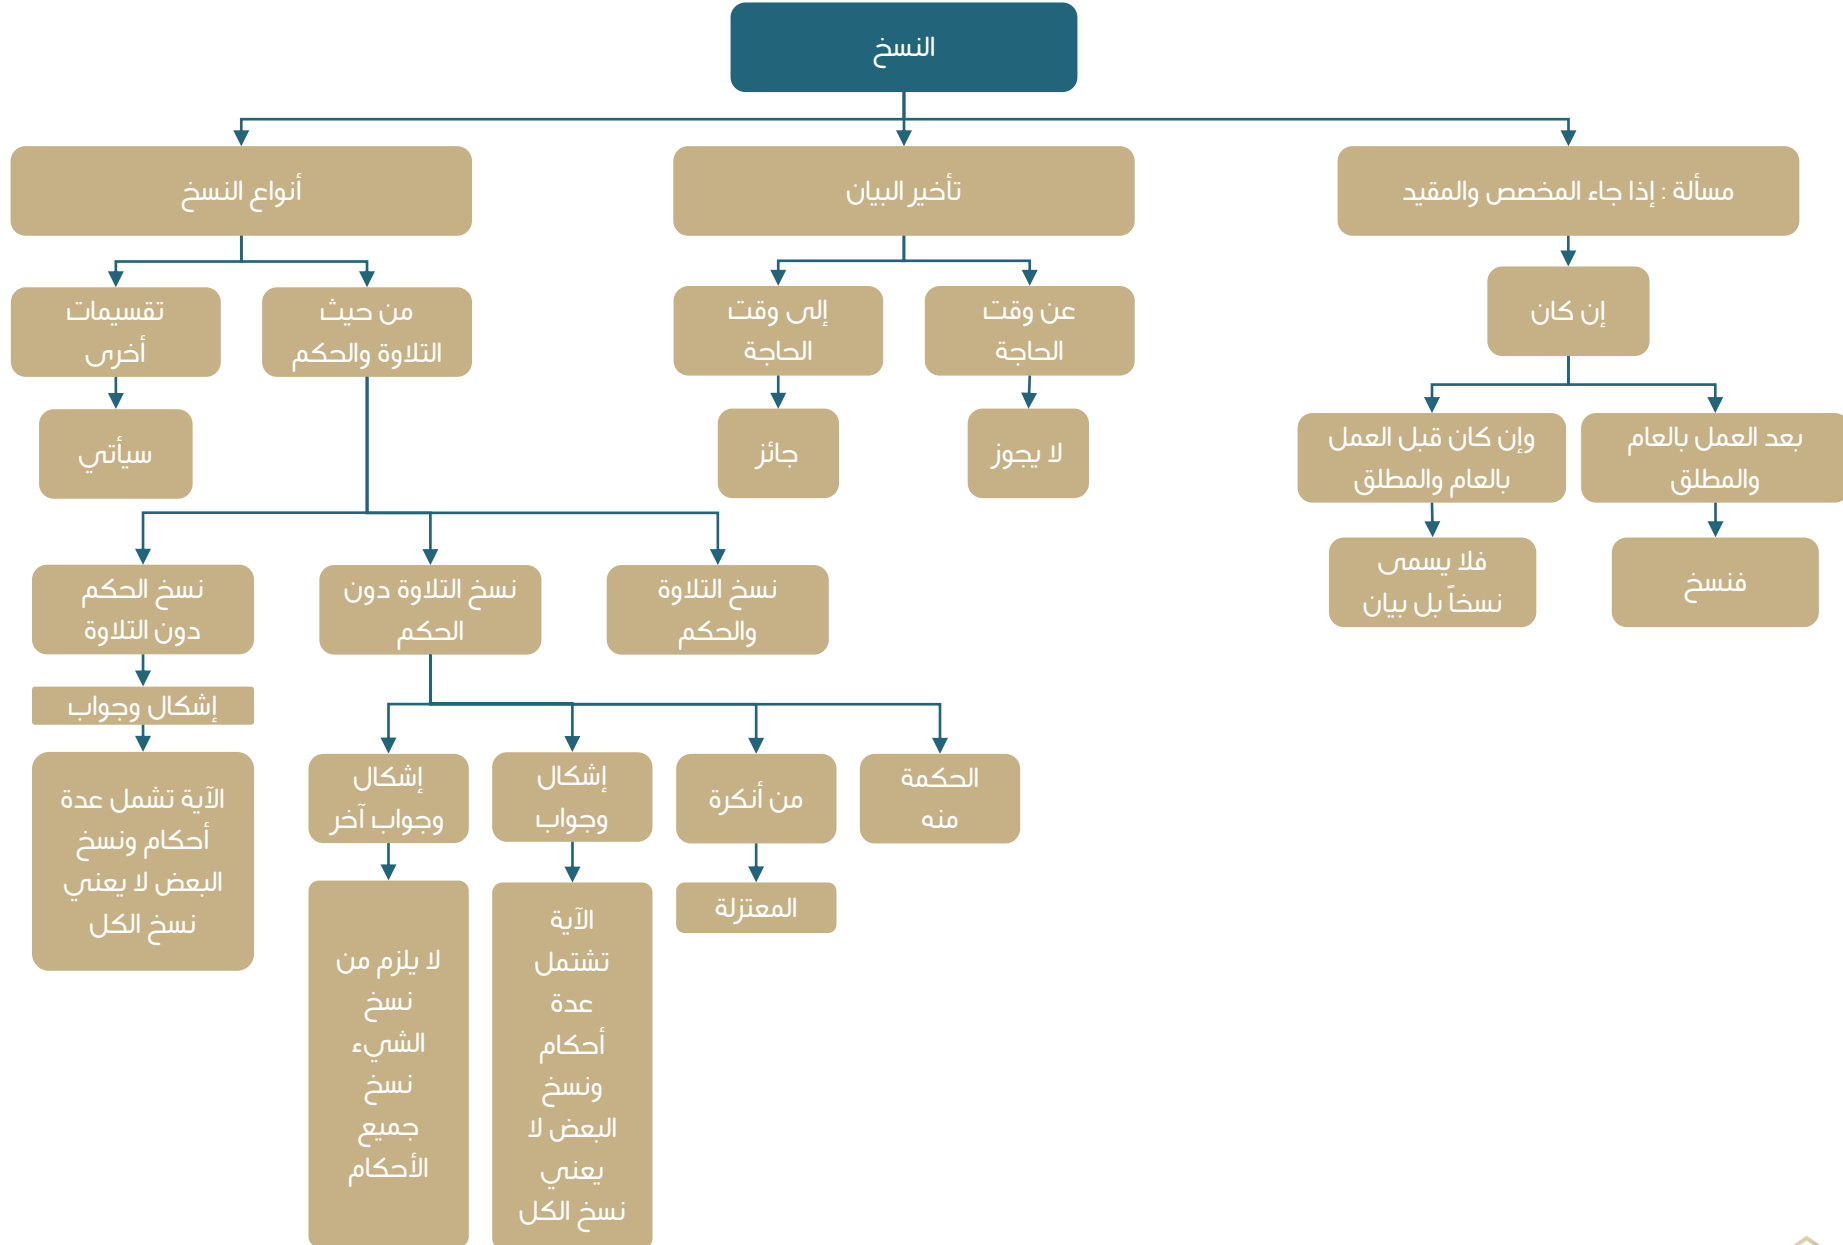 النسخ
مسألة : إذا جاء المخصص والمقيد
تأخير البيان
أنواع النسخ
إن كان
عن وقت
الحاجة
إلى وقت
الحاجة
من حيث
التلاوة والحكم
تقسيمات
أخرى
بعد العمل بالعام
والمطلق
وإن كان قبل العمل
بالعام والمطلق
لا يجوز
جائز
سيأتي
فنسخ
فلا يسمى
نسخاً بل بيان
نسخ التلاوة
والحكم
نسخ التلاوة دون
الحكم
نسخ الحكم
دون التلاوة
إشكال وجواب
الحكمة
منه
من أنكرة
إشكال
وجواب
إشكال
وجواب آخر
الآية تشمل عدة
أحكام ونسخ
البعض لا يعني
نسخ الكل
المعتزلة
الآية
تشتمل
عدة
أحكام
ونسخ
البعض لا
يعني
نسخ الكل
لا يلزم من
نسخ
الشيء
نسخ
جميع
الأحكام